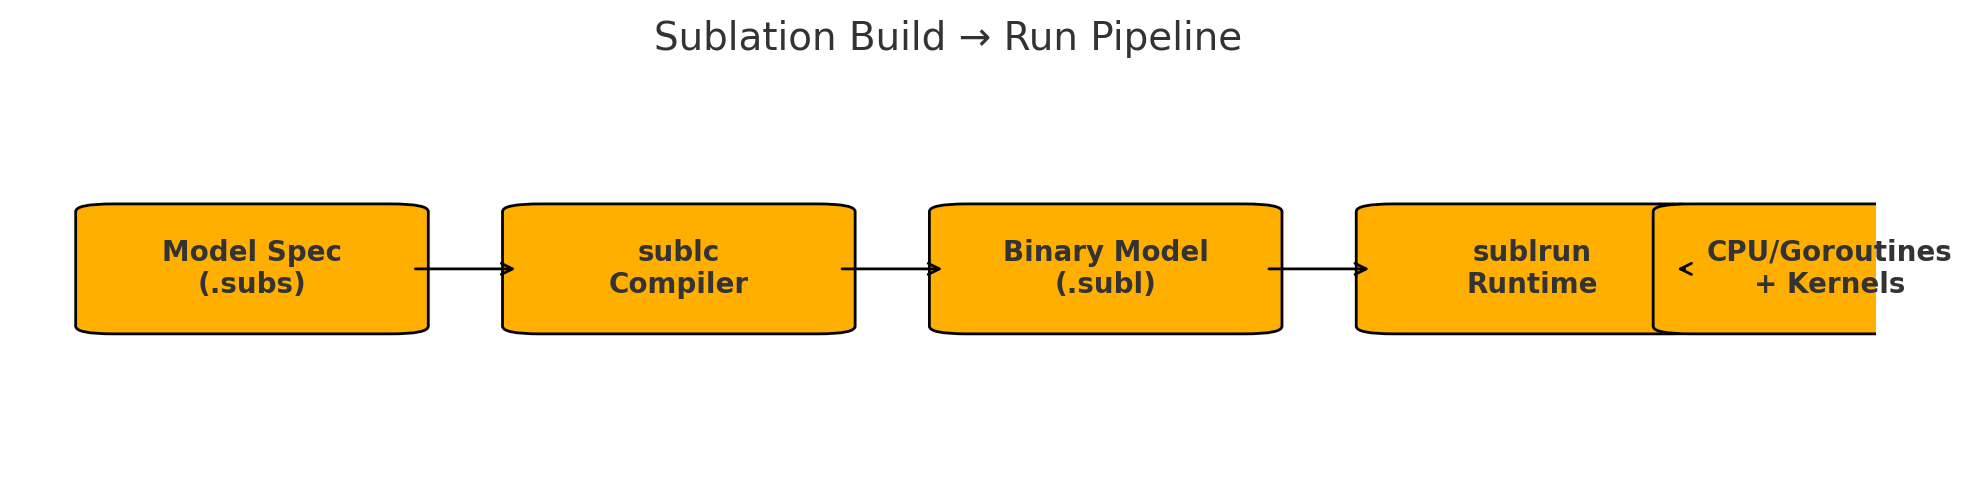 Sublation Build → Run Pipeline
Model Spec
(.subs)
sublc
Compiler
Binary Model
(.subl)
sublrun
Runtime
CPU/Goroutines
+ Kernels